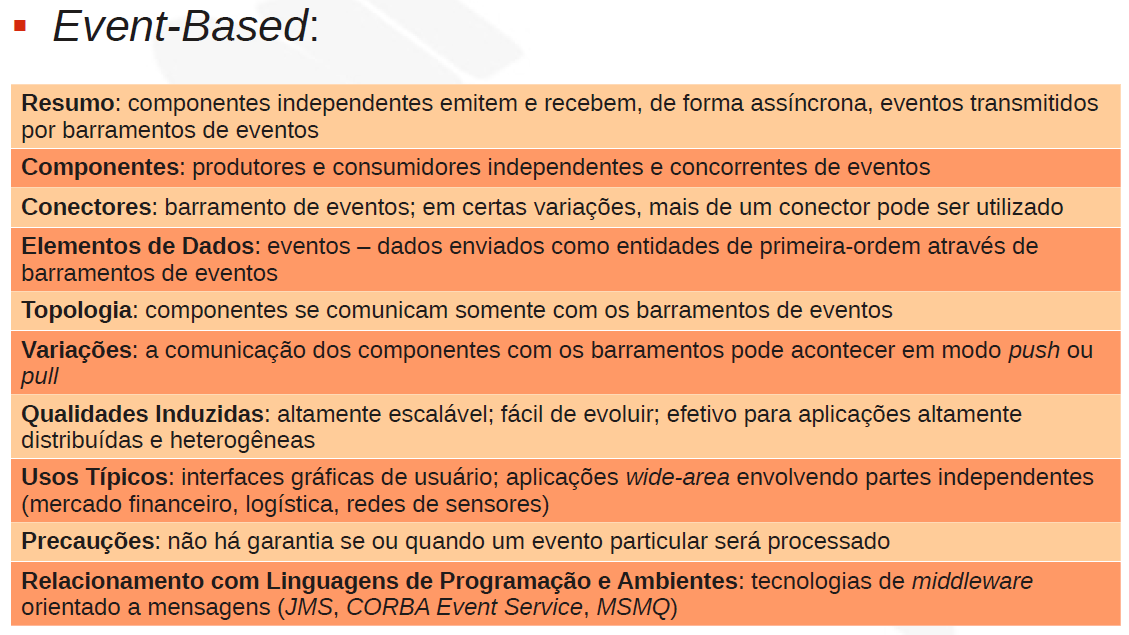 ▪ Event-Based:
Resumo: componentes independentes emitem e recebem, de forma assíncrona, eventos transmitidos
por barramentos de eventos
Componentes: produtores e consumidores independentes e concorrentes de eventos
Conectores: barramento de eventos; em certas variações, mais de um conector pode ser utilizado
Elementos de Dados: eventos – dados enviados como entidades de primeira-ordem através de
barramentos de eventos
Topologia: componentes se comunicam somente com os barramentos de eventos
Variações: a comunicação dos componentes com os barramentos pode acontecer em modo push ou
pull
Qualidades Induzidas: altamente escalável; fácil de evoluir; efetivo para aplicações altamente
distribuídas e heterogêneas
Usos Típicos: interfaces gráficas de usuário; aplicações wide-area envolvendo partes independentes
(mercado financeiro, logística, redes de sensores)
Precauções: não há garantia se ou quando um evento particular será processado
Relacionamento com Linguagens de Programação e Ambientes: tecnologias de middleware
orientado a mensagens (JMS, CORBA Event Service, MSMQ)